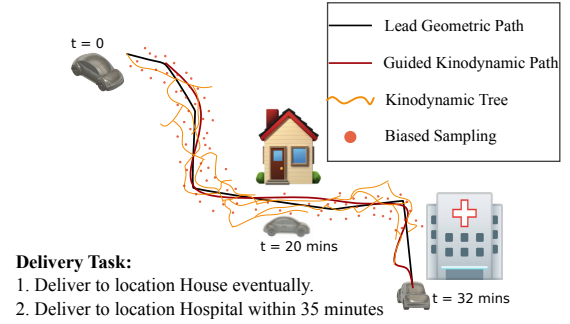 t = 0
Lead Geometric Path
Guided Kinodynamic Path
Kinodynamic Tree
Biased Sampling
t = 20 mins
Delivery Task:
1. Deliver to location House eventually.
2. Deliver to location Hospital within 35 minutes
t = 32 mins